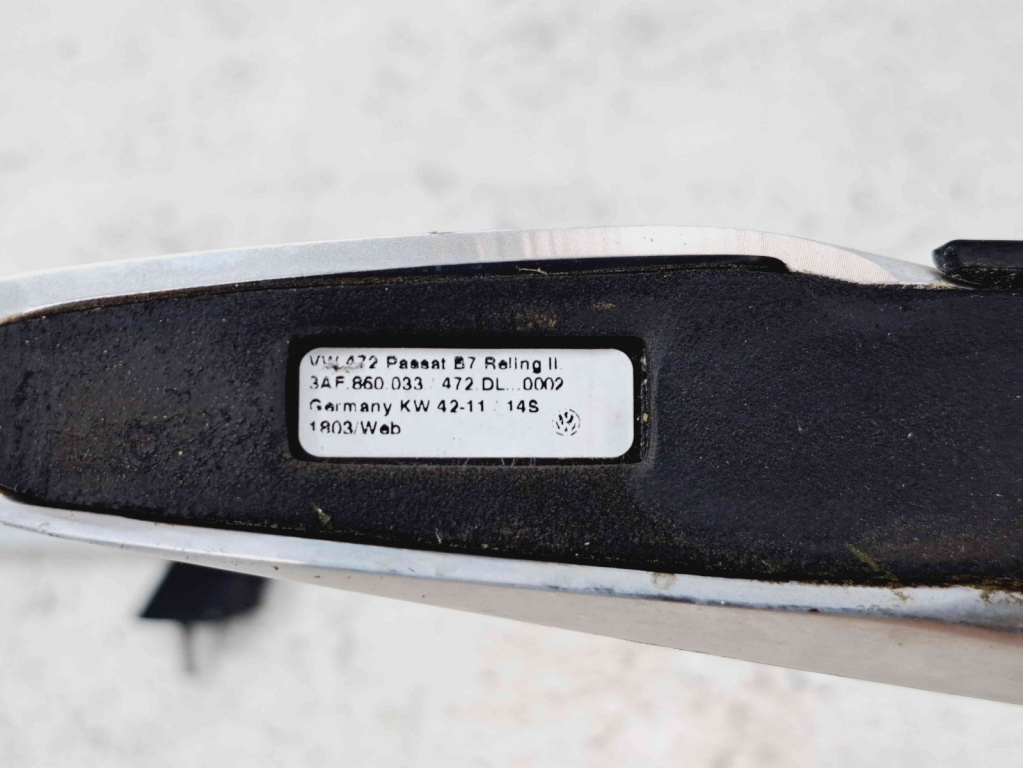 VW 472 Passat B7 Reling II.
3AF.860.033 / 472.DL...0002
Germany KW 42-11 / 14S
1803/Web